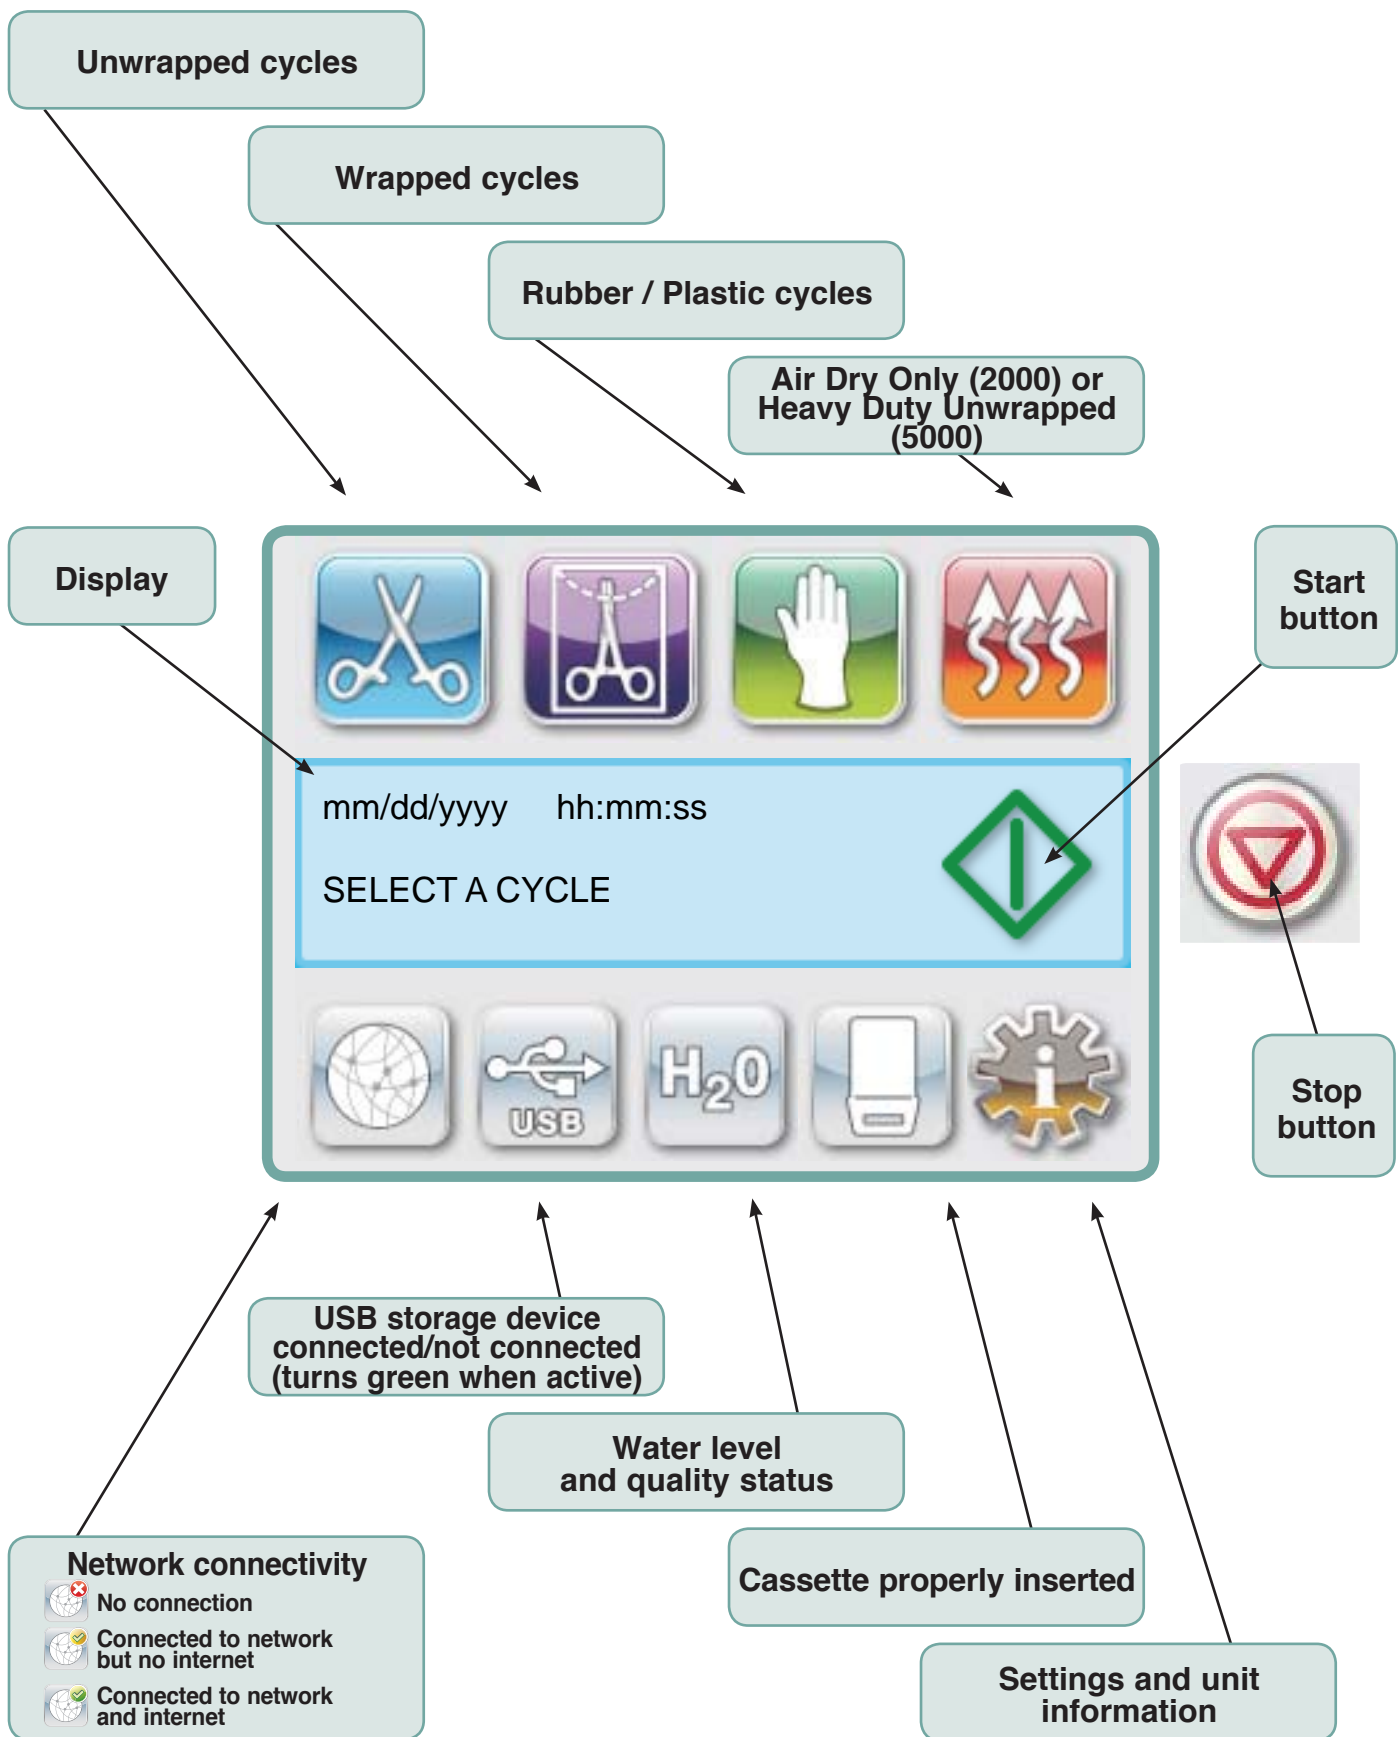 Unwrapped cycles
Wrapped cycles
Rubber / Plastic cycles
Air Dry Only (2000) or
Heavy Duty Unwrapped
(5000)
Display
Start
button
mm/dd/yyyy hh:mm:ss
SELECT A CYCLE
USB
H₂0
i
Stop
button
USB storage device
connected/not connected
(turns green when active)
Water level
and quality status
Network connectivity
No connection
Connected to network
but no internet
Connected to network
and internet
Cassette properly inserted
Settings and unit
information